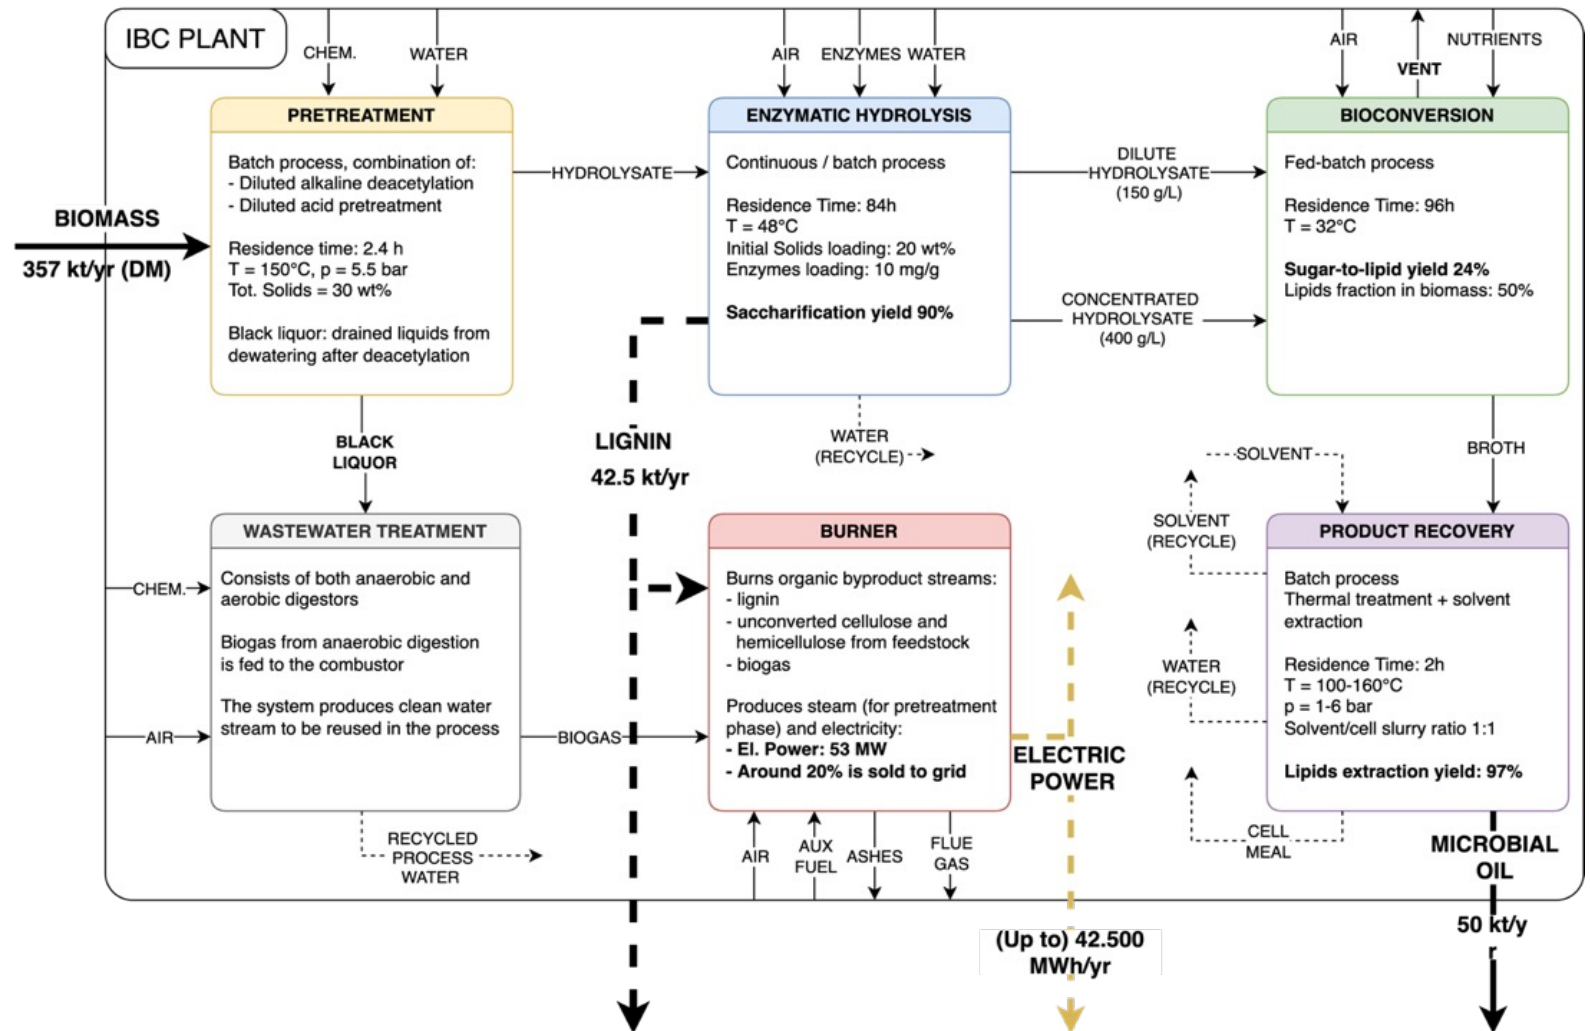 IBC PLANT
CHEM.
WATER
AIR
ENZYMES
WATER
AIR
VENT
NUTRIENTS
PRETREATMENT
Batch process, combination of:
- Diluted alkaline deacetylation
- Diluted acid pretreatment
Residence time: 2.4 h
T = 150°C, p = 5.5 bar
Tot. Solids = 30 wt%
Black liquor: drained liquids from
dewatering after deacetylation
BIOMASS
357 kt/yr (DM)
HYDROLYSATE
ENZYMATIC HYDROLYSIS
Continuous / batch process
Residence Time: 84h
T = 48°C
Initial Solids loading: 20 wt%
Enzymes loading: 10 mg/g
Saccharification yield 90%
DILUTE
HYDROLYSATE
(150 g/L)
CONCENTRATED
HYDROLYSATE
(400 g/L)
BIOCONVERSION
Fed-batch process
Residence Time: 96h
T = 32°C
Sugar-to-lipid yield 24%
Lipids fraction in biomass: 50%
BLACK
LIQUOR
LIGNIN
42.5 kt/yr
WATER
(RECYCLE)
SOLVENT
BROTH
WASTEWATER TREATMENT
Consists of both anaerobic and
aerobic digestors
Biogas from anaerobic digestion
is fed to the combustor
The system produces clean water
stream to be reused in the process
CHEM.
AIR
BIOGAS
BURNER
Burns organic byproduct streams:
- lignin
- unconverted cellulose and
hemicellulose from feedstock
- biogas
Produces steam (for pretreatment
phase) and electricity:
- El. Power: 53 MW
- Around 20% is sold to grid
ELECTRIC
POWER
SOLVENT
(RECYCLE)
WATER
(RECYCLE)
CELL
MEAL
PRODUCT RECOVERY
Batch process
Thermal treatment + solvent
extraction
Residence Time: 2h
T = 100-160°C
p = 1-6 bar
Solvent/cell slurry ratio 1:1
Lipids extraction yield: 97%
RECYCLED
PROCESS
WATER
AIR
AUX
FUEL
ASHES
FLUE
GAS
MICROBIAL
OIL
(Up to) 42.500
MWh/yr
50 kt/y
r